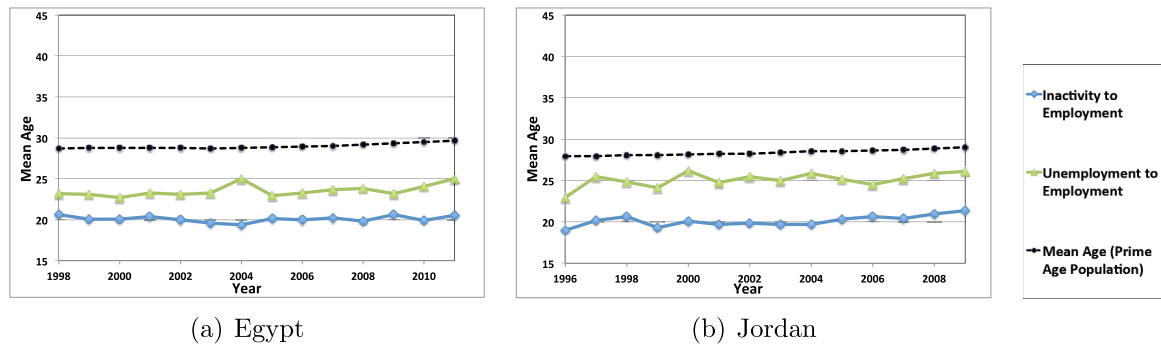 45
40
35
30
25
20
15
Mean Age
1998 2000 2002 2004 2006 2008 2010
Year
(a) Egypt
45
40
35
30
25
20
15
Mean Age
1996 1998 2000 2002 2004 2006 2008
Year
(b) Jordan
Inactivity to
Employment
Unemployment to
Employment
Mean Age (Prime
Age Population)